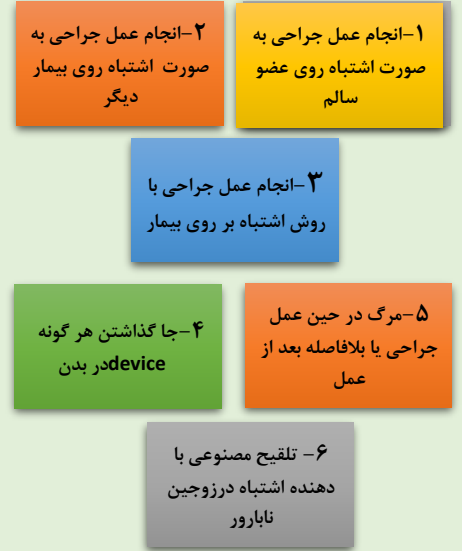 ۱-انجام عمل جراحی به
صورت اشتباه روی عضو
سالم
۲-انجام عمل جراحی به
صورت اشتباه روی بیمار
دیگر
۳-انجام عمل جراحی با
روش اشتباه بر روی بیمار
۴-جا گذاشتن هر گونه
deviceدر بدن
۵-مرگ در حین عمل
جراحی یا بلافاصله بعد از
عمل
۶- تلقیح مصنوعی با
دهنده اشتباه درزوجین
نابارور